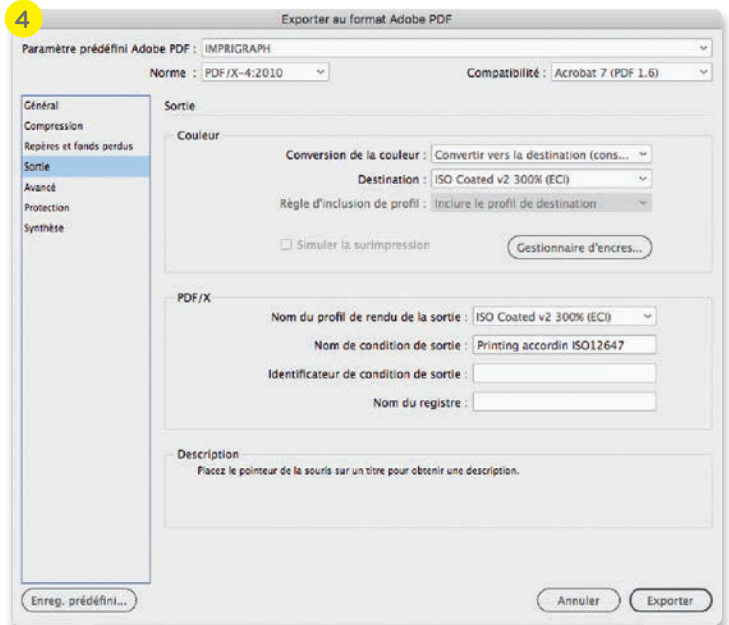 4
Exporter au format Adobe PDF
Paramètre prédéfini Adobe PDF : IMPRIGRAPH
Norme : PDF/X-4:2010 Compatibilité : Acrobat 7 (PDF 1.6)
Général
Compression
Repères et fonds perdus
Sortie
Avancé
Protection
Synthèse
Sortie
Couleur
Conversion de la couleur : Convertir vers la destination (cons...
Destination : ISO Coated v2 300% (ECI)
Règle d'inclusion de profil : Inclure le profil de destination
Simuler la surimpression Gestionnaire d'encres...
PDF/X
Nom du profil de rendu de la sortie : ISO Coated v2 300% (ECI)
Nom de condition de sortie : Printing accordin ISO12647
Identificateur de condition de sortie :
Nom du registre :
Description
Placez le pointeur de la souris sur un titre pour obtenir une description.
Enreg. prédéfini... Annuler Exporter